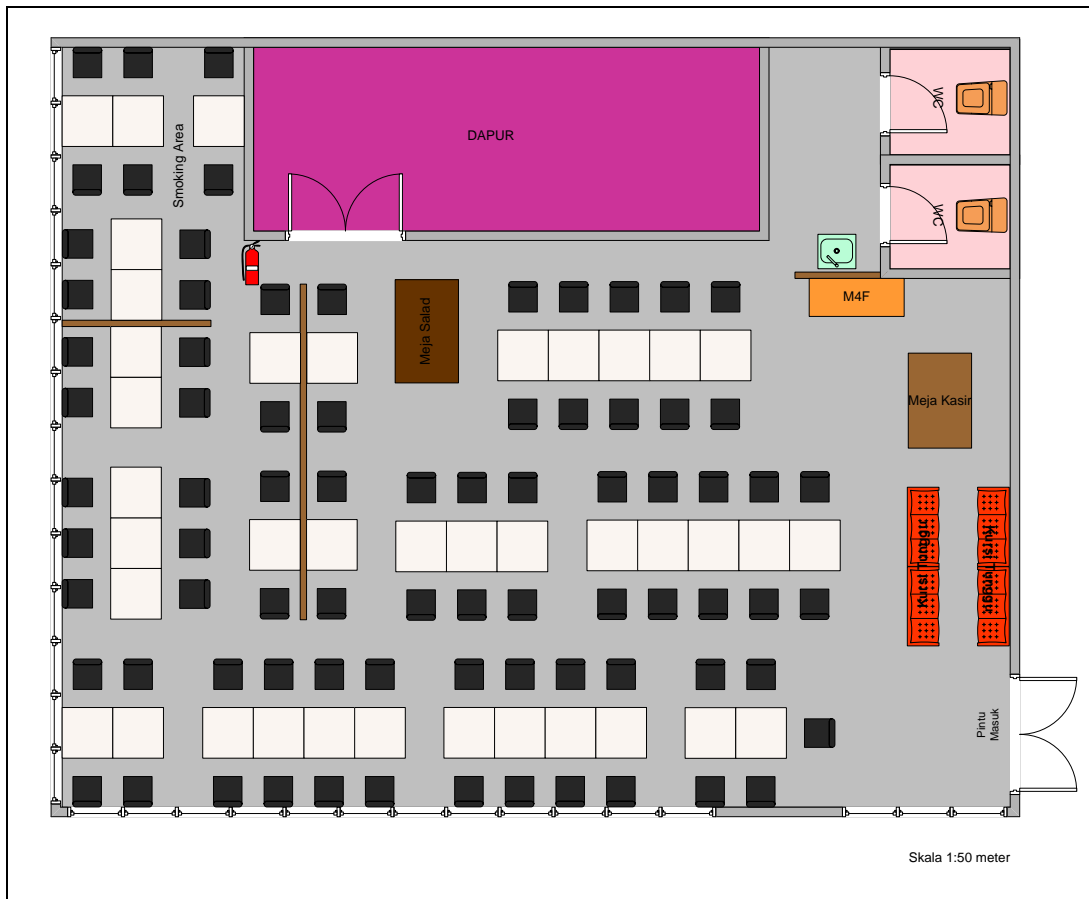 DAPUR
WC
Smoking Area
WC
M4F
Meja Salad
Meja Kasir
Kursi Tunggu
Kursi Tunggu
Pintu
Masuk
Skala 1:50 meter